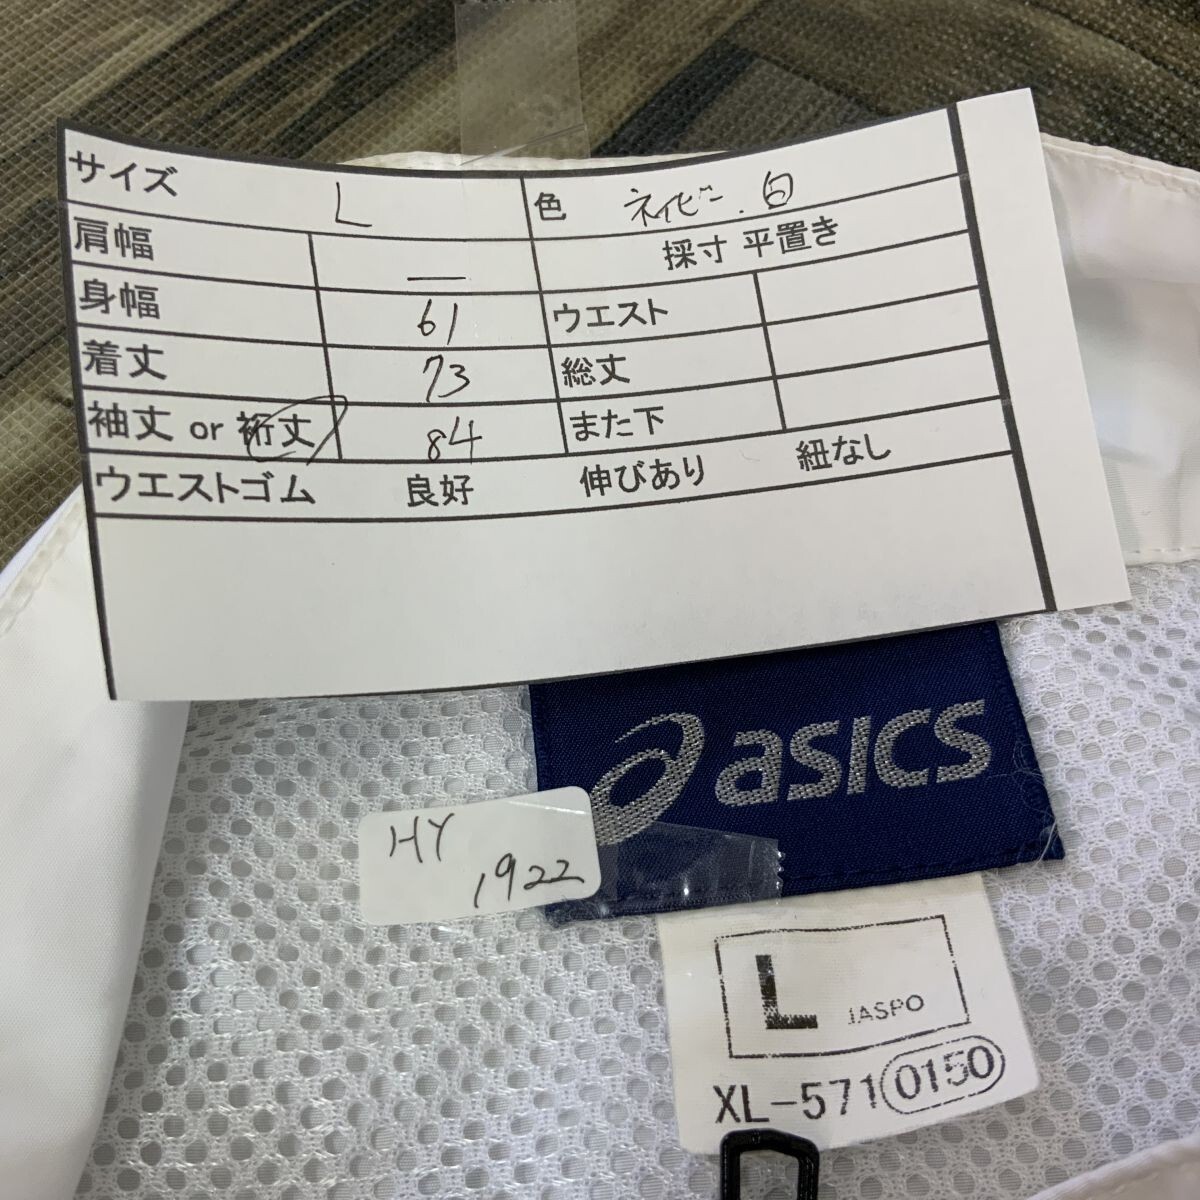 サイズ L 色 ネイビー.白
肩幅 — 採寸 平置き
身幅 61 ウエスト
着丈 73 総丈
袖丈 or 裄丈 84 また下
ウエストゴム 良好 伸びあり 紐なし
asics
HY
1922
L JASPO
XL-571 0150